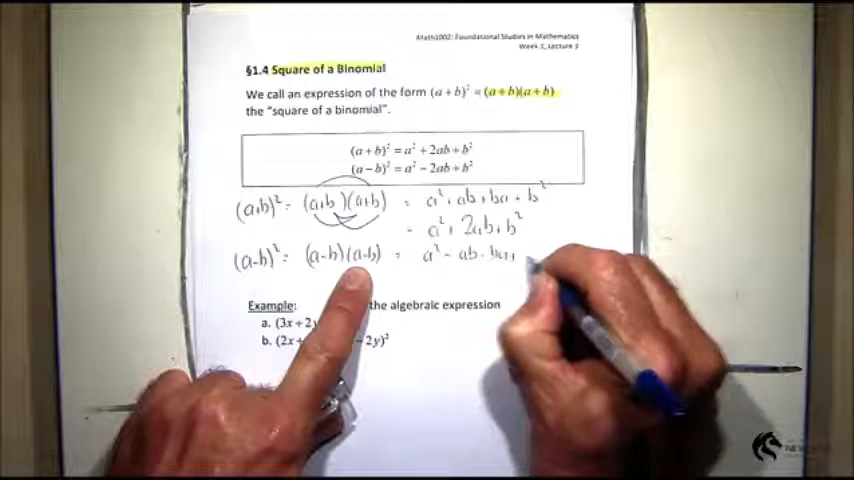 Math1002: Foundational Studies in Mathematics
Week 1, Lecture 3
§1.4 Square of a Binomial
We call an expression of the form (a + b)² = (a + b)(a + b)
the "square of a binomial".
(a + b)² = a² + 2ab + b²
(a − b)² = a² − 2ab + b²
(a+b)² = (a+b)(a+b) = a² + ab + ba + b²
= a² + 2ab + b²
(a-b)² = (a-b)(a-b) = a² - ab - ba +
Example: the algebraic expression
a. (3x + 2y
b. (2x + − 2y)²